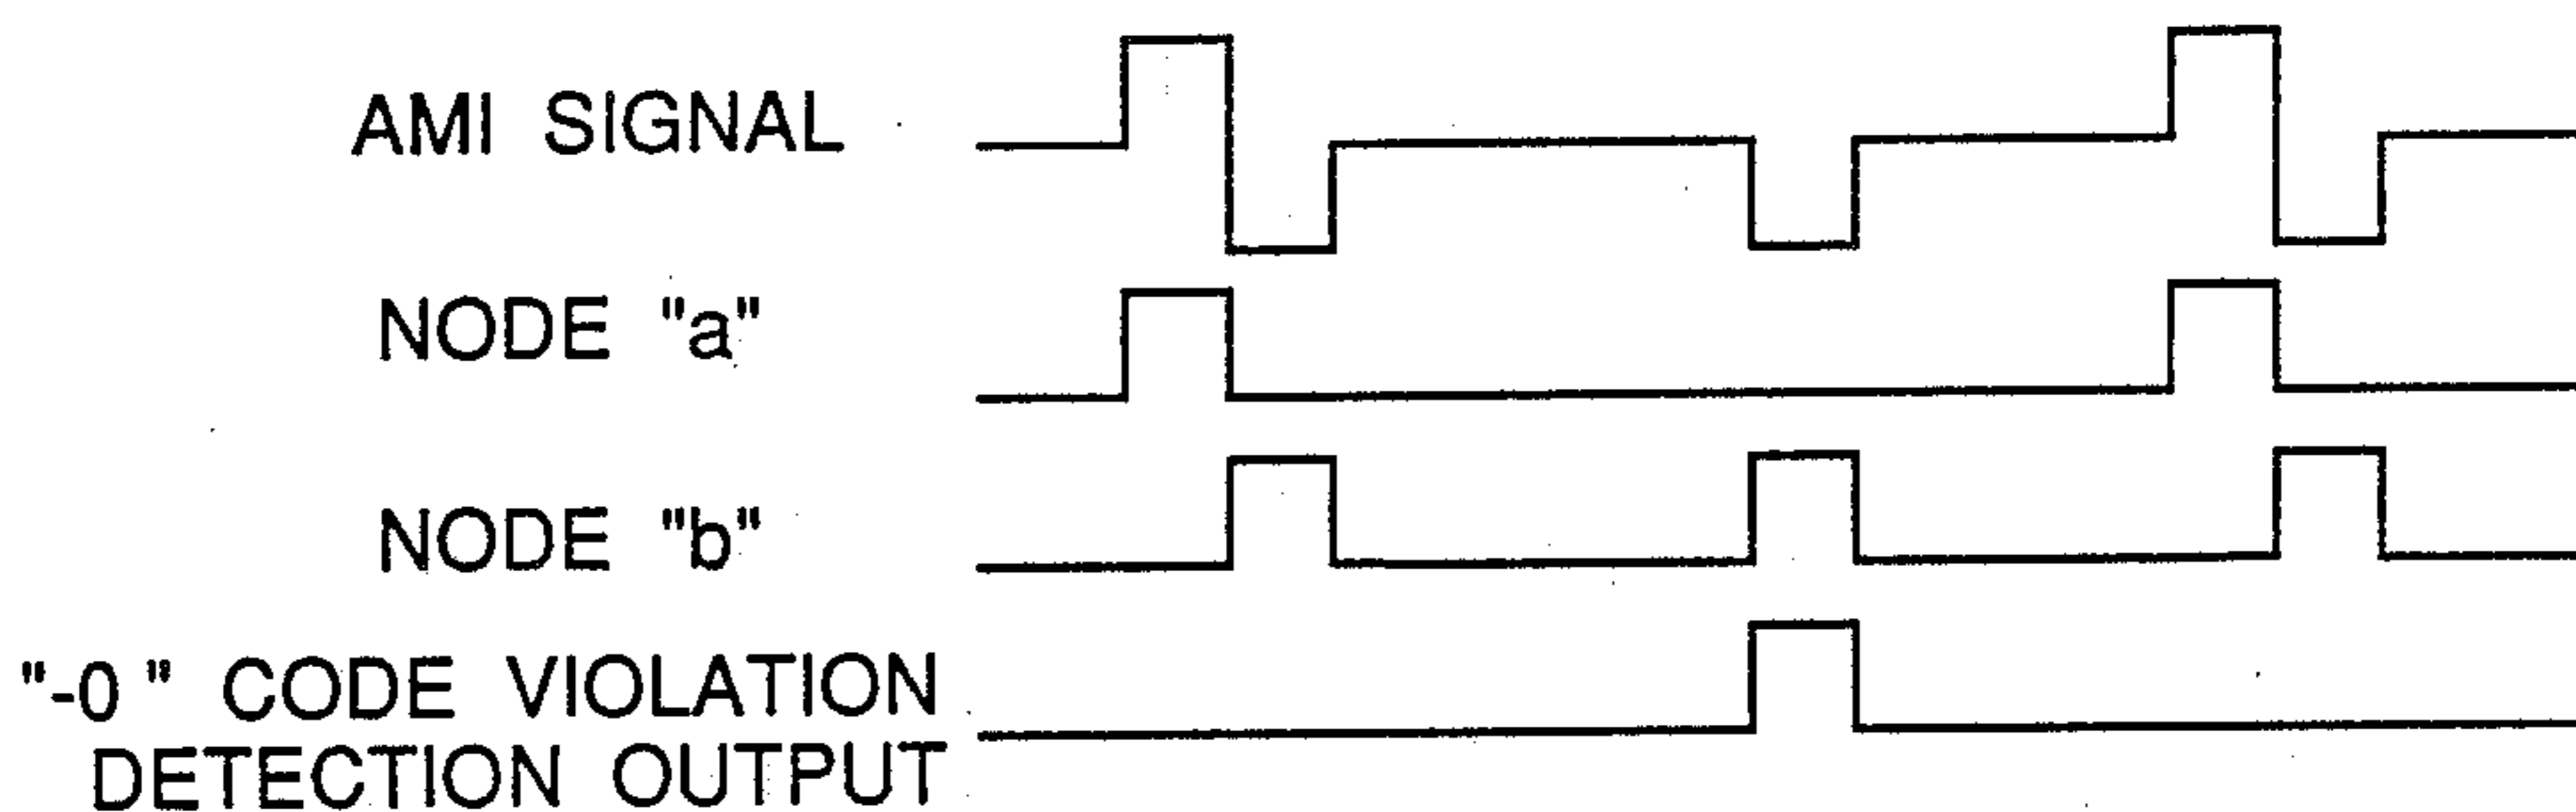 AMI SIGNAL
NODE "a"
NODE "b"
"-0 " CODE VIOLATION
DETECTION OUTPUT